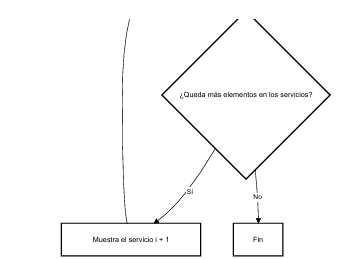 ¿Queda más elementos en los servicios?
Sí
No
Muestra el servicio i + 1
Fin